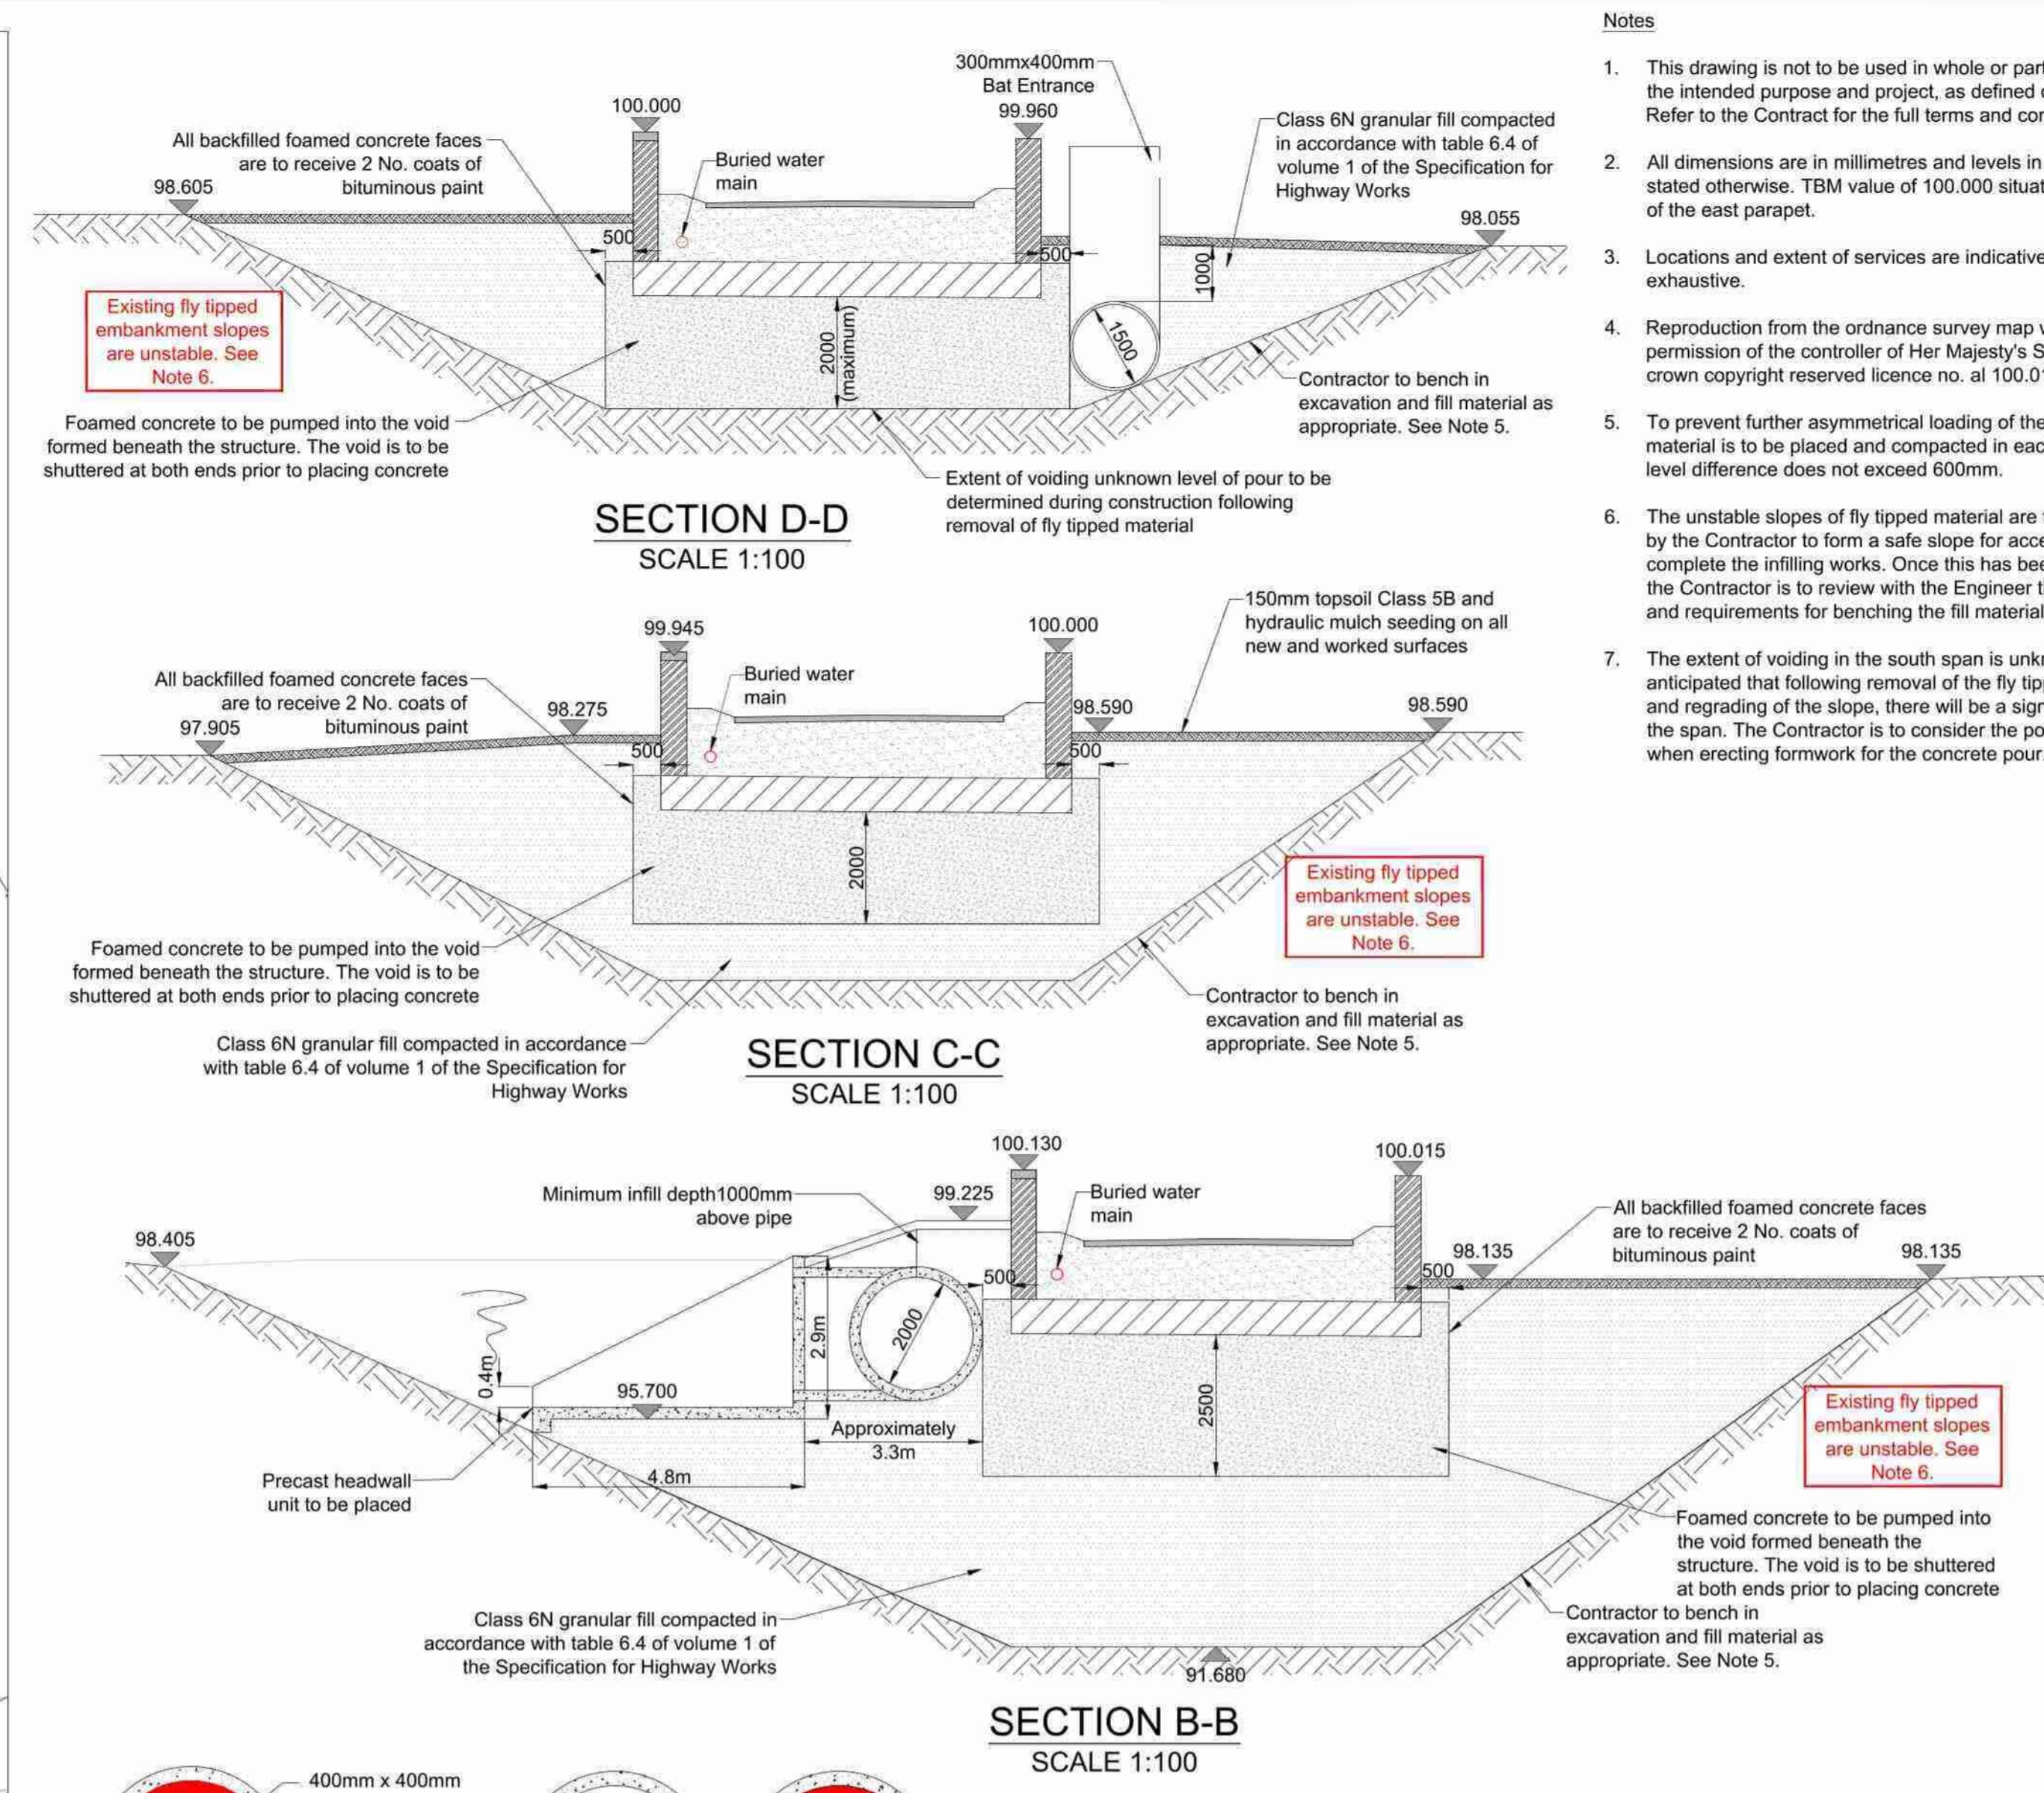 300mmx400mm
Bat Entrance
100.000
99.960
All backfilled foamed concrete faces
are to receive 2 No. coats of
bituminous paint
Buried water
main
Class 6N granular fill compacted
in accordance with table 6.4 of
volume 1 of the Specification for
Highway Works
98.605
98.055
500
500
1000
Existing fly tipped
embankment slopes
are unstable. See
Note 6.
2000
(maximum)
1500
Foamed concrete to be pumped into the void
formed beneath the structure. The void is to be
shuttered at both ends prior to placing concrete
Contractor to bench in
excavation and fill material as
appropriate. See Note 5.
Extent of voiding unknown level of pour to be
determined during construction following
removal of fly tipped material
SECTION D-D
SCALE 1:100
99.945
100.000
150mm topsoil Class 5B and
hydraulic mulch seeding on all
new and worked surfaces
All backfilled foamed concrete faces
are to receive 2 No. coats of
bituminous paint
Buried water
main
97.905
98.275
98.590
98.590
500
500
2000
Existing fly tipped
embankment slopes
are unstable. See
Note 6.
Foamed concrete to be pumped into the void
formed beneath the structure. The void is to be
shuttered at both ends prior to placing concrete
Contractor to bench in
excavation and fill material as
appropriate. See Note 5.
Class 6N granular fill compacted in accordance
with table 6.4 of volume 1 of the Specification for
Highway Works
SECTION C-C
SCALE 1:100
100.130
100.015
Minimum infill depth1000mm
above pipe
99.225
Buried water
main
All backfilled foamed concrete faces
are to receive 2 No. coats of
bituminous paint
98.405
98.135
98.135
500
500
2000
2.9m
0.4m
95.700
2500
Approximately
3.3m
4.8m
Precast headwall
unit to be placed
Existing fly tipped
embankment slopes
are unstable. See
Note 6.
Foamed concrete to be pumped into
the void formed beneath the
structure. The void is to be shuttered
at both ends prior to placing concrete
Class 6N granular fill compacted in
accordance with table 6.4 of volume 1 of
the Specification for Highway Works
Contractor to bench in
excavation and fill material as
appropriate. See Note 5.
91.680
SECTION B-B
SCALE 1:100
400mm x 400mm
Notes
1. This drawing is not to be used in whole or part
the intended purpose and project, as defined
Refer to the Contract for the full terms and
2. All dimensions are in millimetres and levels in
stated otherwise. TBM value of 100.000
of the east parapet.
3. Locations and extent of services are indicative
exhaustive.
4. Reproduction from the ordnance survey map
permission of the controller of Her Majesty's
crown copyright reserved licence no. al
5. To prevent further asymmetrical loading of the
material is to be placed and compacted in
level difference does not exceed 600mm.
6. The unstable slopes of fly tipped material are
by the Contractor to form a safe slope for
complete the infilling works. Once this has
the Contractor is to review with the Engineer
and requirements for benching the fill material
7. The extent of voiding in the south span is
anticipated that following removal of the fly
and regrading of the slope, there will be a
the span. The Contractor is to consider the
when erecting formwork for the concrete pour.